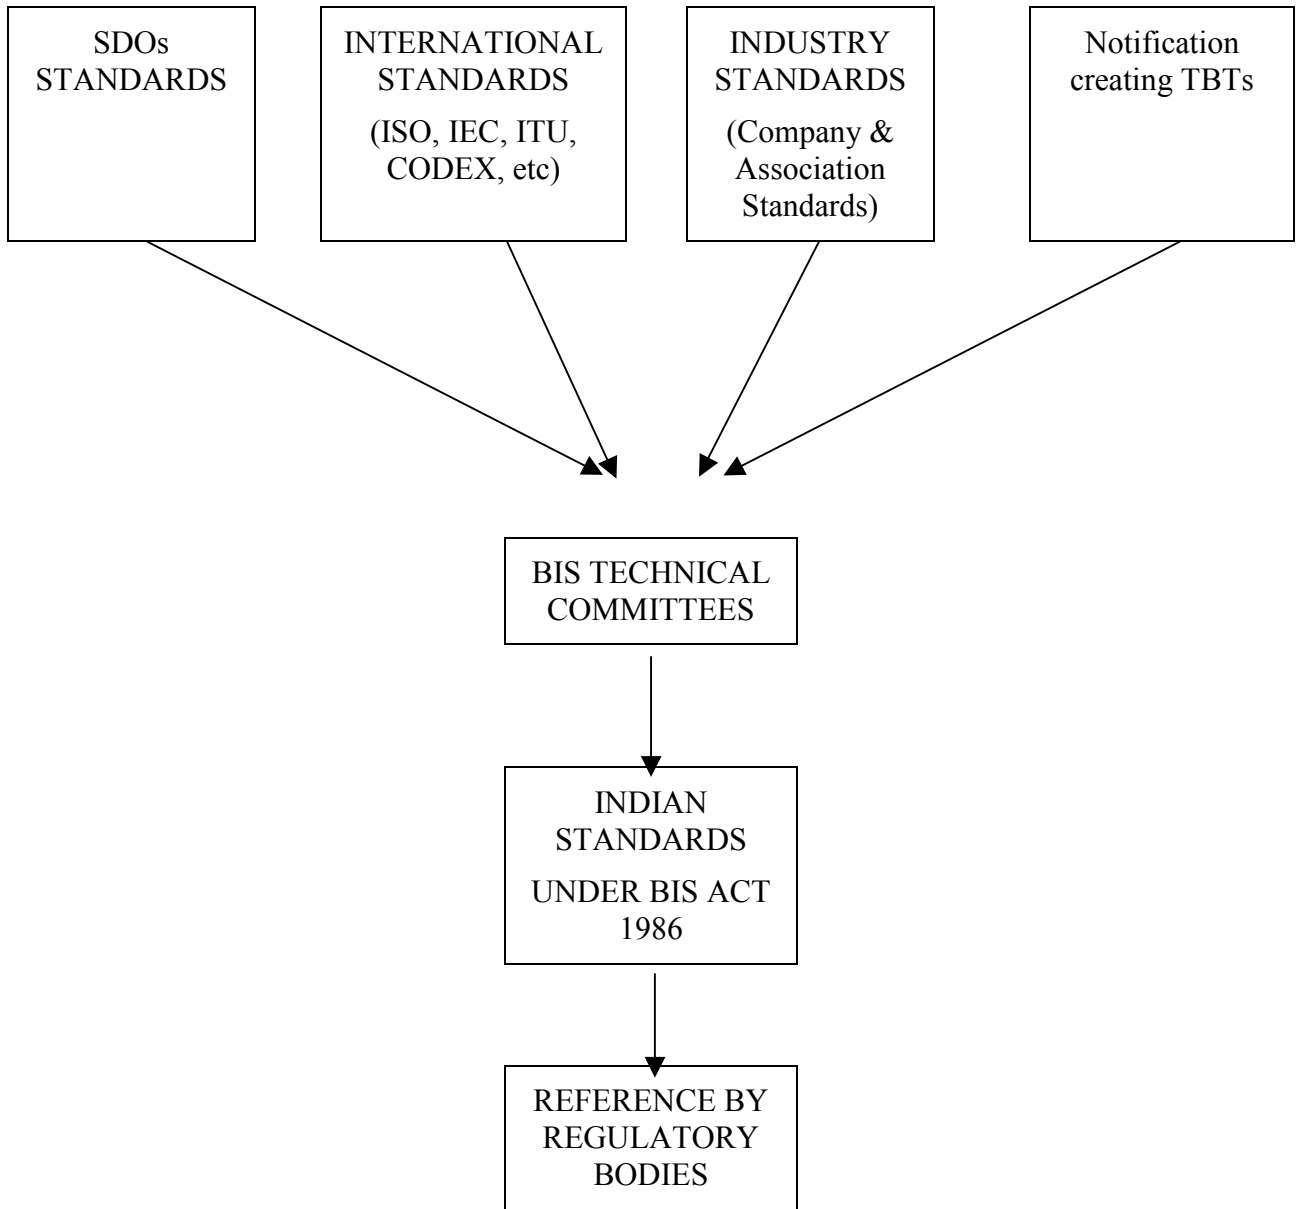 SDOs
STANDARDS
INTERNATIONAL
STANDARDS
(ISO, IEC, ITU,
CODEX, etc)
INDUSTRY
STANDARDS
(Company &
Association
Standards)
Notification
creating TBTs
BIS TECHNICAL
COMMITTEES
INDIAN
STANDARDS
UNDER BIS ACT
1986
REFERENCE BY
REGULATORY
BODIES